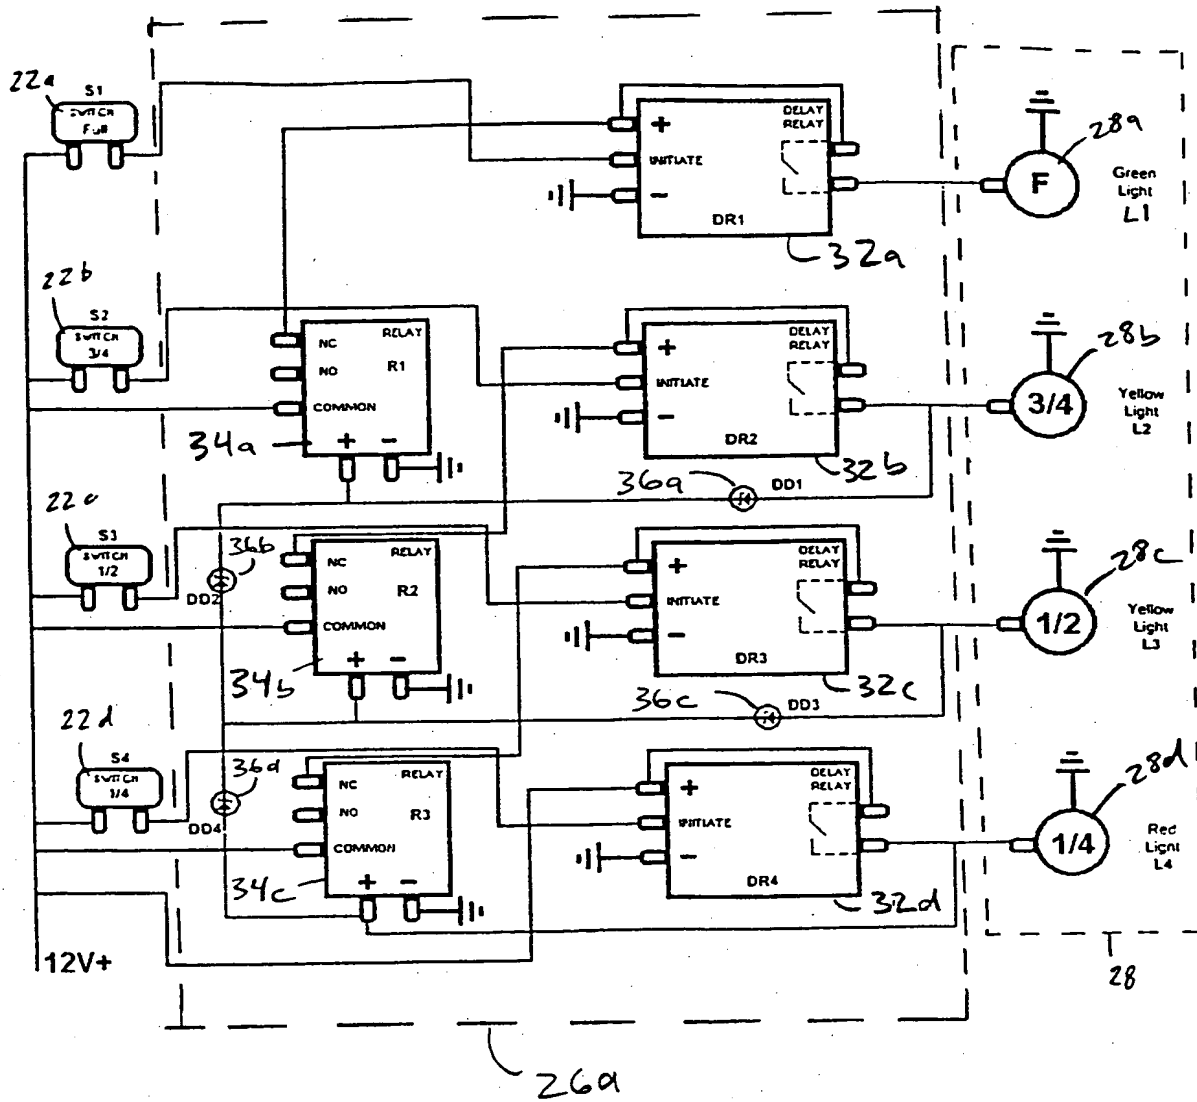 22a
S1
SWITCH
Full
DELAY
RELAY
+
INITIATE
−
DR1
32a
F
28a
Green
Light
L1
22b
S2
SWITCH
3/4
NC
RELAY
NO
R1
COMMON
+ −
34a
DELAY
RELAY
+
INITIATE
−
DR2
32b
3/4
28b
Yellow
Light
L2
36a
DD1
22c
S3
SWITCH
1/2
36b
DD2
NC
RELAY
NO
R2
COMMON
+ −
34b
DELAY
RELAY
+
INITIATE
−
DR3
32c
1/2
28c
Yellow
Light
L3
36c
DD3
22d
S4
SWITCH
1/4
36d
DD4
NC
RELAY
NO
R3
COMMON
+ −
34c
DELAY
RELAY
+
INITIATE
−
DR4
32d
1/4
28d
Red
Light
L4
12V+
28
26a